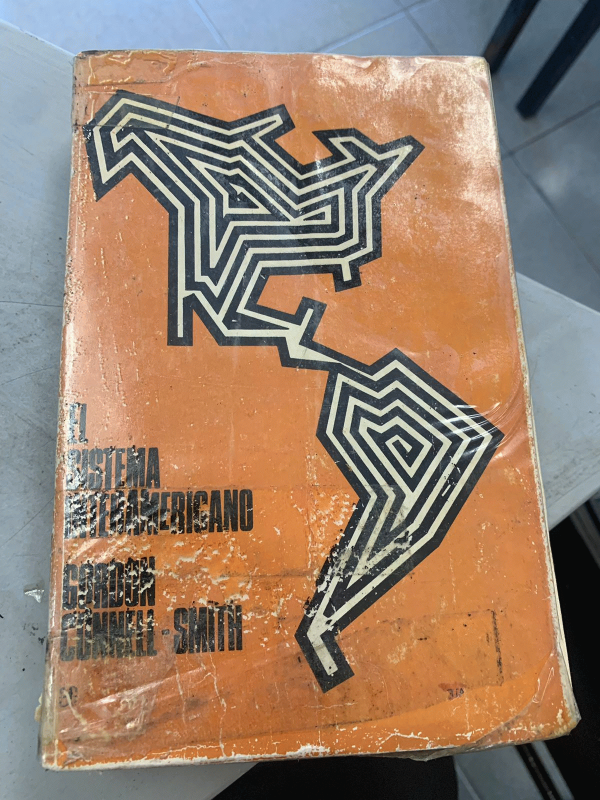 EL
SISTEMA
INTERAMERICANO
GORDON
CONNELL-SMITH